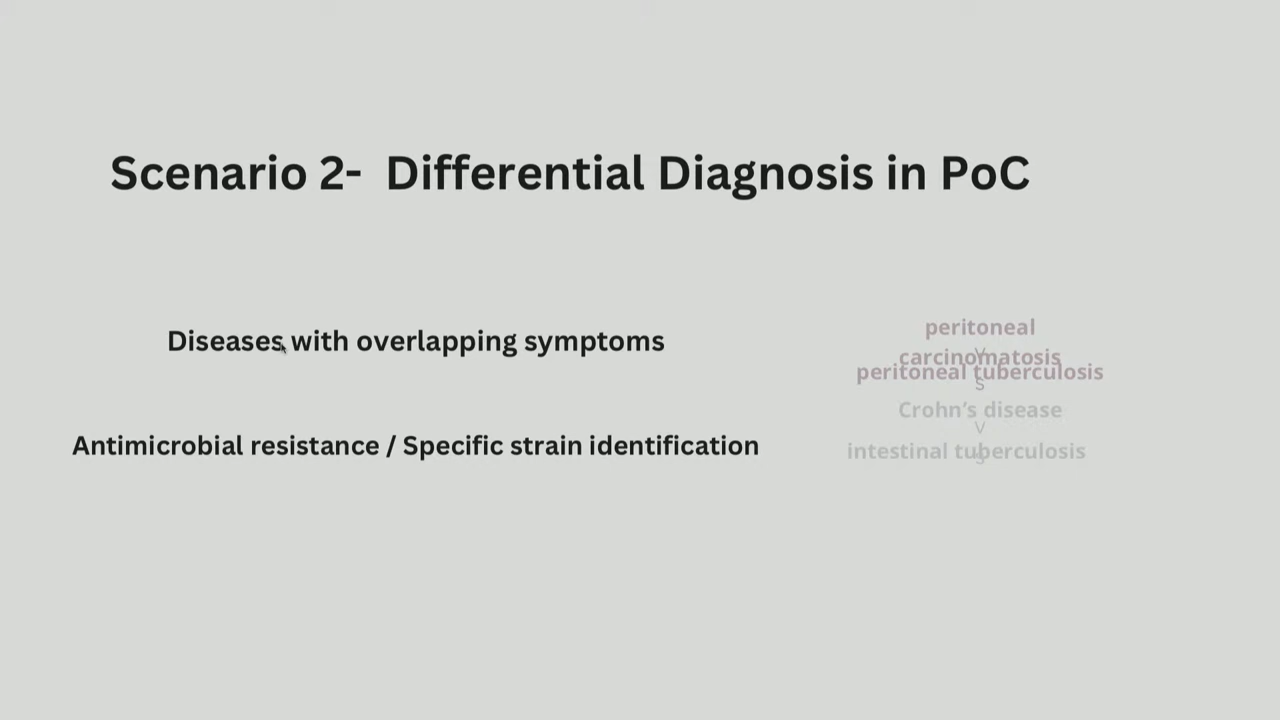 Scenario 2-  Differential Diagnosis in PoC
Diseases with overlapping symptoms
Antimicrobial resistance / Specific strain identification
peritoneal
carcinomatosis
V
S
peritoneal tuberculosis
Crohn’s disease
V
S
intestinal tuberculosis